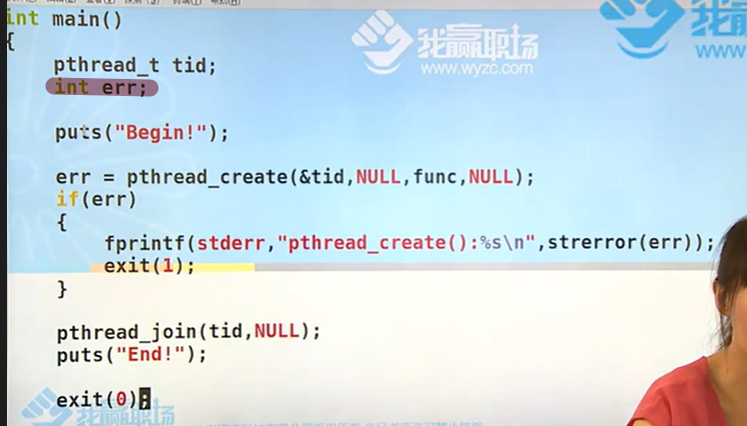 int main()
{
pthread_t tid;
int err;
puts("Begin!");
err = pthread_create(&tid,NULL,func,NULL);
if(err)
{
fprintf(stderr,"pthread_create():%s\n",strerror(err));
exit(1);
}
pthread_join(tid,NULL);
puts("End!");
exit(0);
我赢职场
www.wyzc.com
www
我赢职场